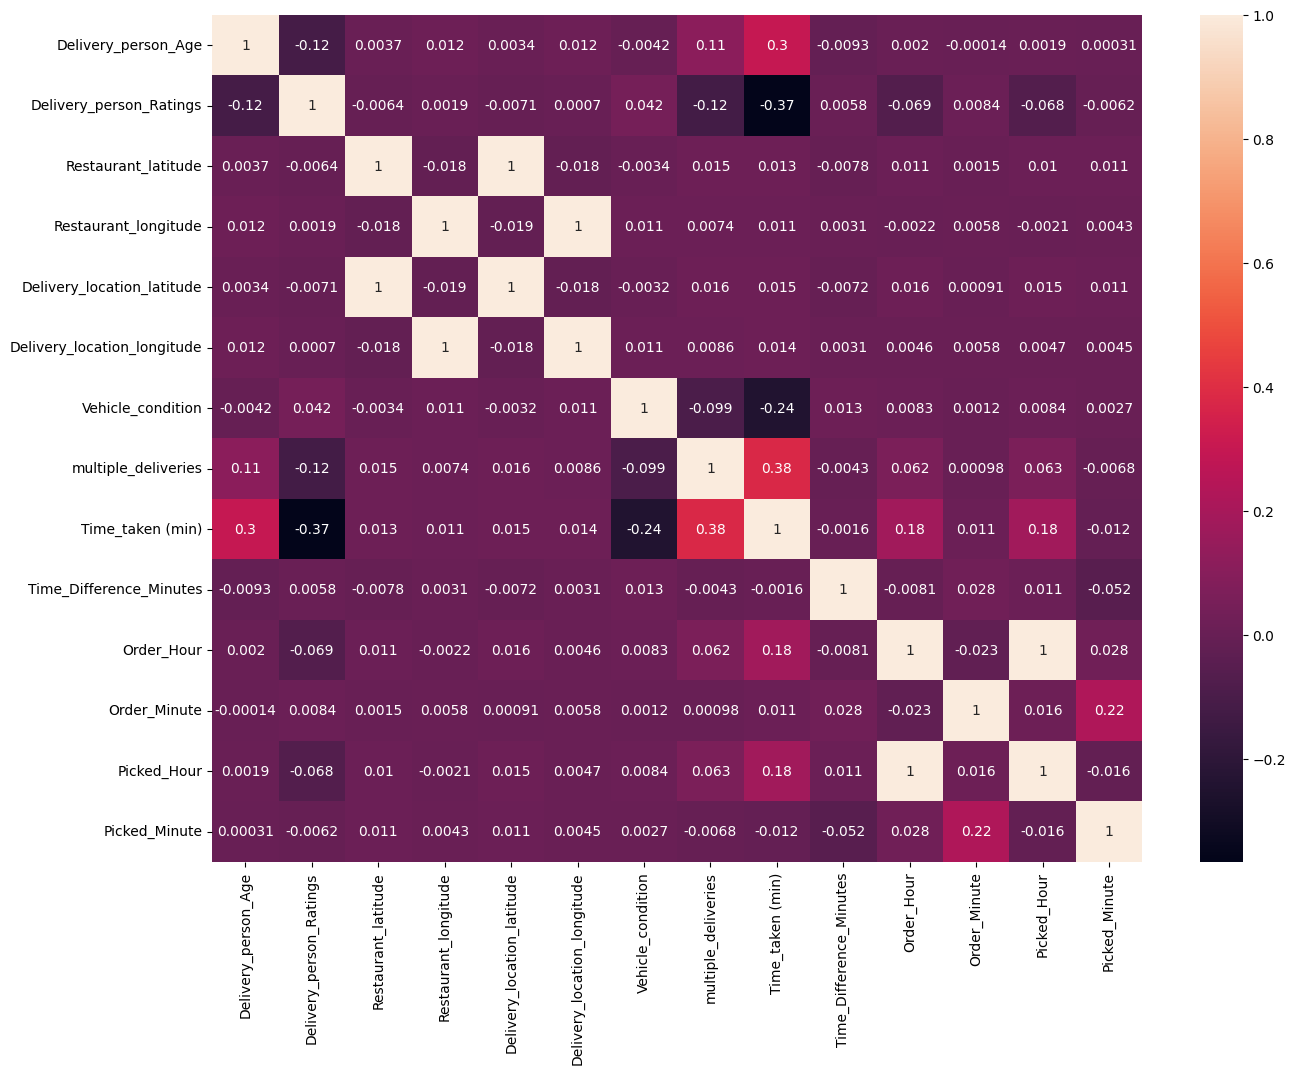 Delivery_person_Age 1 -0.12 0.0037 0.012 0.0034 0.012 -0.0042 0.11 0.3 -0.0093 0.002 -0.00014 0.0019 0.00031
Delivery_person_Ratings -0.12 1 -0.0064 0.0019 -0.0071 0.0007 0.042 -0.12 -0.37 0.0058 -0.069 0.0084 -0.068 -0.0062
Restaurant_latitude 0.0037 -0.0064 1 -0.018 1 -0.018 -0.0034 0.015 0.013 -0.0078 0.011 0.0015 0.01 0.011
Restaurant_longitude 0.012 0.0019 -0.018 1 -0.019 1 0.011 0.0074 0.011 0.0031 -0.0022 0.0058 -0.0021 0.0043
Delivery_location_latitude 0.0034 -0.0071 1 -0.019 1 -0.018 -0.0032 0.016 0.015 -0.0072 0.016 0.00091 0.015 0.011
Delivery_location_longitude 0.012 0.0007 -0.018 1 -0.018 1 0.011 0.0086 0.014 0.0031 0.0046 0.0058 0.0047 0.0045
Vehicle_condition -0.0042 0.042 -0.0034 0.011 -0.0032 0.011 1 -0.099 -0.24 0.013 0.0083 0.0012 0.0084 0.0027
multiple_deliveries 0.11 -0.12 0.015 0.0074 0.016 0.0086 -0.099 1 0.38 -0.0043 0.062 0.00098 0.063 -0.0068
Time_taken (min) 0.3 -0.37 0.013 0.011 0.015 0.014 -0.24 0.38 1 -0.0016 0.18 0.011 0.18 -0.012
Time_Difference_Minutes -0.0093 0.0058 -0.0078 0.0031 -0.0072 0.0031 0.013 -0.0043 -0.0016 1 -0.0081 0.028 0.011 -0.052
Order_Hour 0.002 -0.069 0.011 -0.0022 0.016 0.0046 0.0083 0.062 0.18 -0.0081 1 -0.023 1 0.028
Order_Minute -0.00014 0.0084 0.0015 0.0058 0.00091 0.0058 0.0012 0.00098 0.011 0.028 -0.023 1 0.016 0.22
Picked_Hour 0.0019 -0.068 0.01 -0.0021 0.015 0.0047 0.0084 0.063 0.18 0.011 1 0.016 1 -0.016
Picked_Minute 0.00031 -0.0062 0.011 0.0043 0.011 0.0045 0.0027 -0.0068 -0.012 -0.052 0.028 0.22 -0.016 1
Delivery_person_Age
Delivery_person_Ratings
Restaurant_latitude
Restaurant_longitude
Delivery_location_latitude
Delivery_location_longitude
Vehicle_condition
multiple_deliveries
Time_taken (min)
Time_Difference_Minutes
Order_Hour
Order_Minute
Picked_Hour
Picked_Minute
1.0
0.8
0.6
0.4
0.2
0.0
−0.2